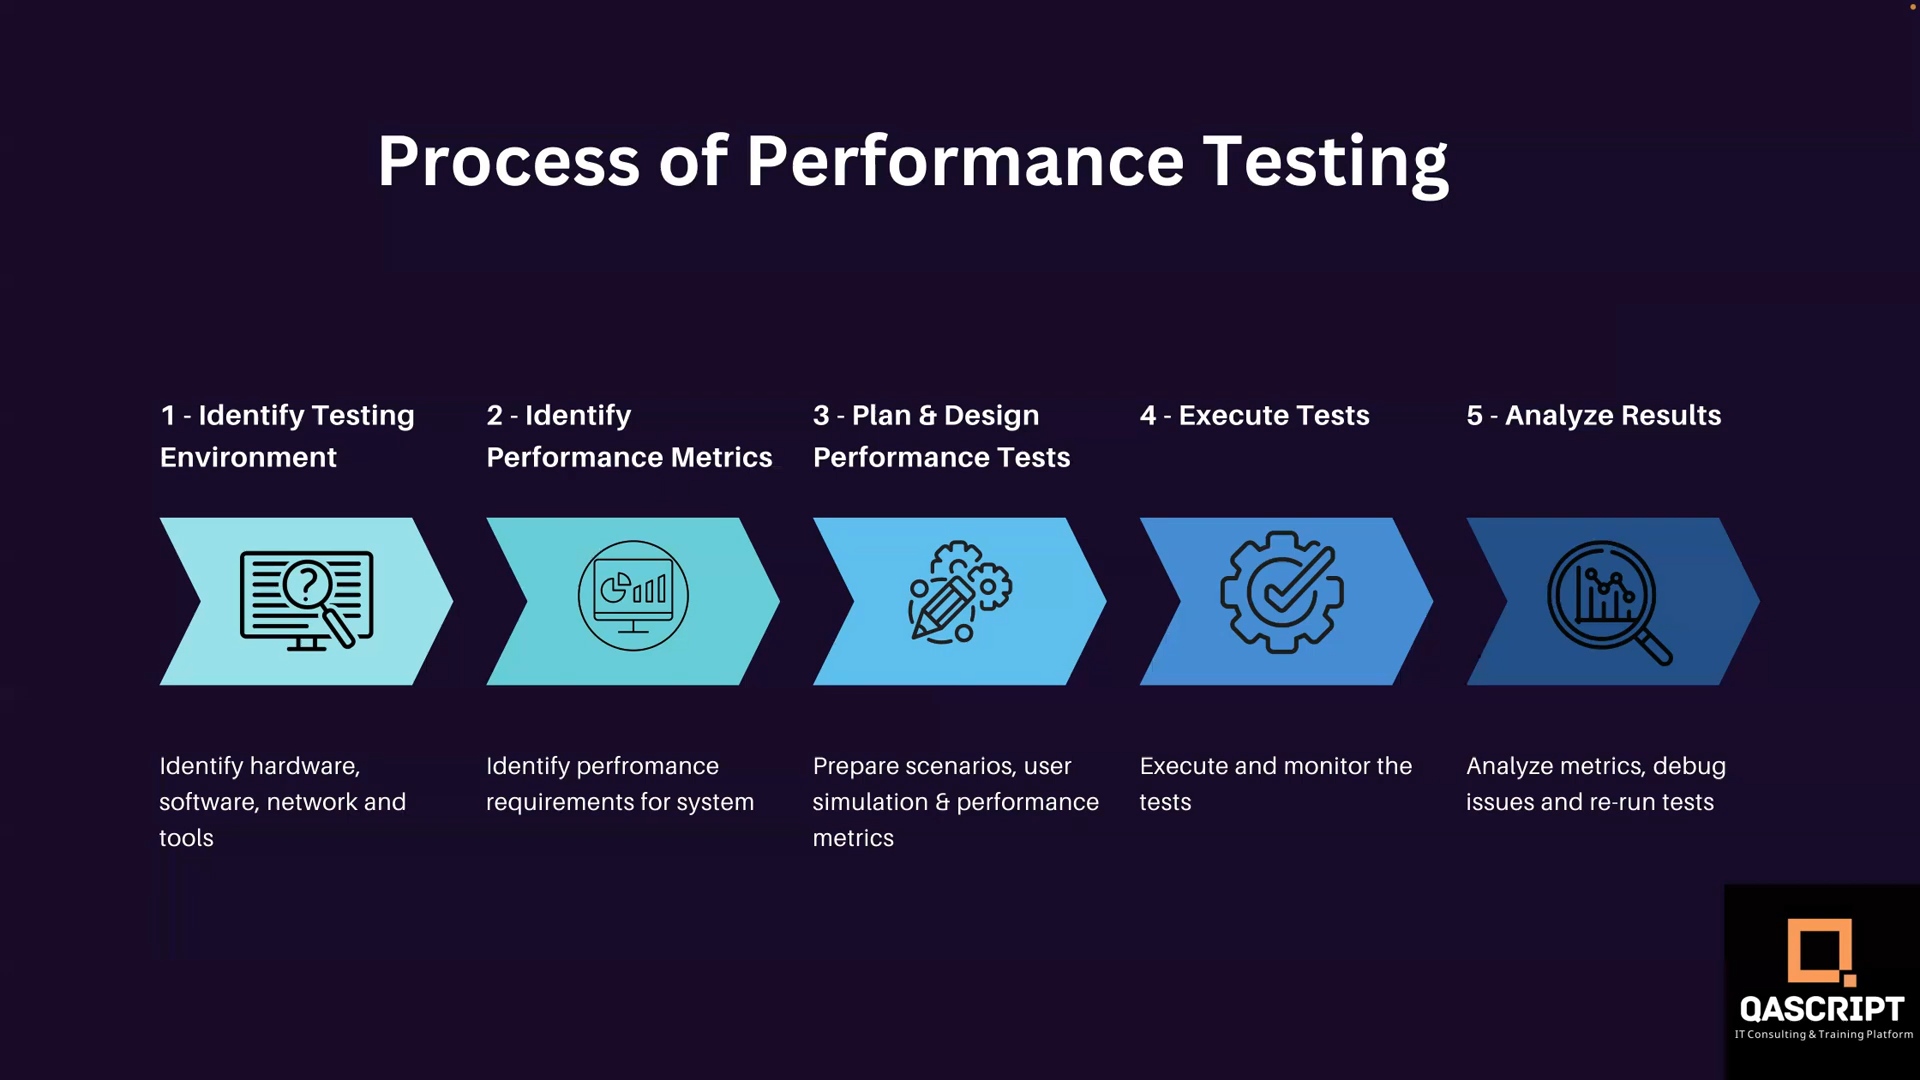 Process of Performance Testing
1 - Identify Testing
Environment
2 - Identify
Performance Metrics
3 - Plan & Design
Performance Tests
4 - Execute Tests
5 - Analyze Results
?
Identify hardware,
software, network and
tools
Identify perfromance
requirements for system
Prepare scenarios, user
simulation & performance
metrics
Execute and monitor the
tests
Analyze metrics, debug
issues and re-run tests
QASCRIPT
IT Consulting & Training Platform